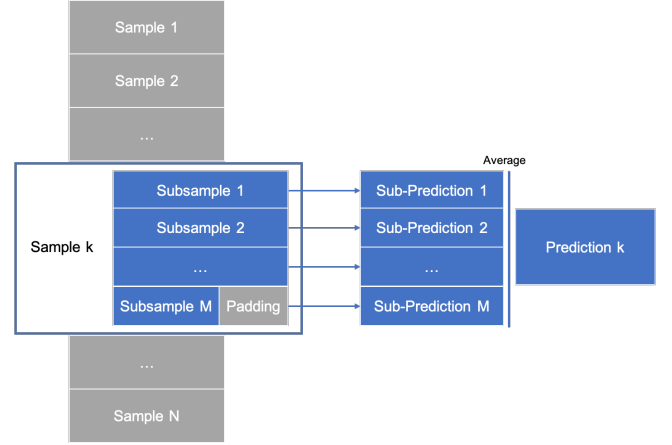 Sample 1
Sample 2
...
Average
Sample k
Subsample 1
Sub-Prediction 1
Subsample 2
Sub-Prediction 2
Prediction k
...
...
Subsample M
Padding
Sub-Prediction M
...
Sample N